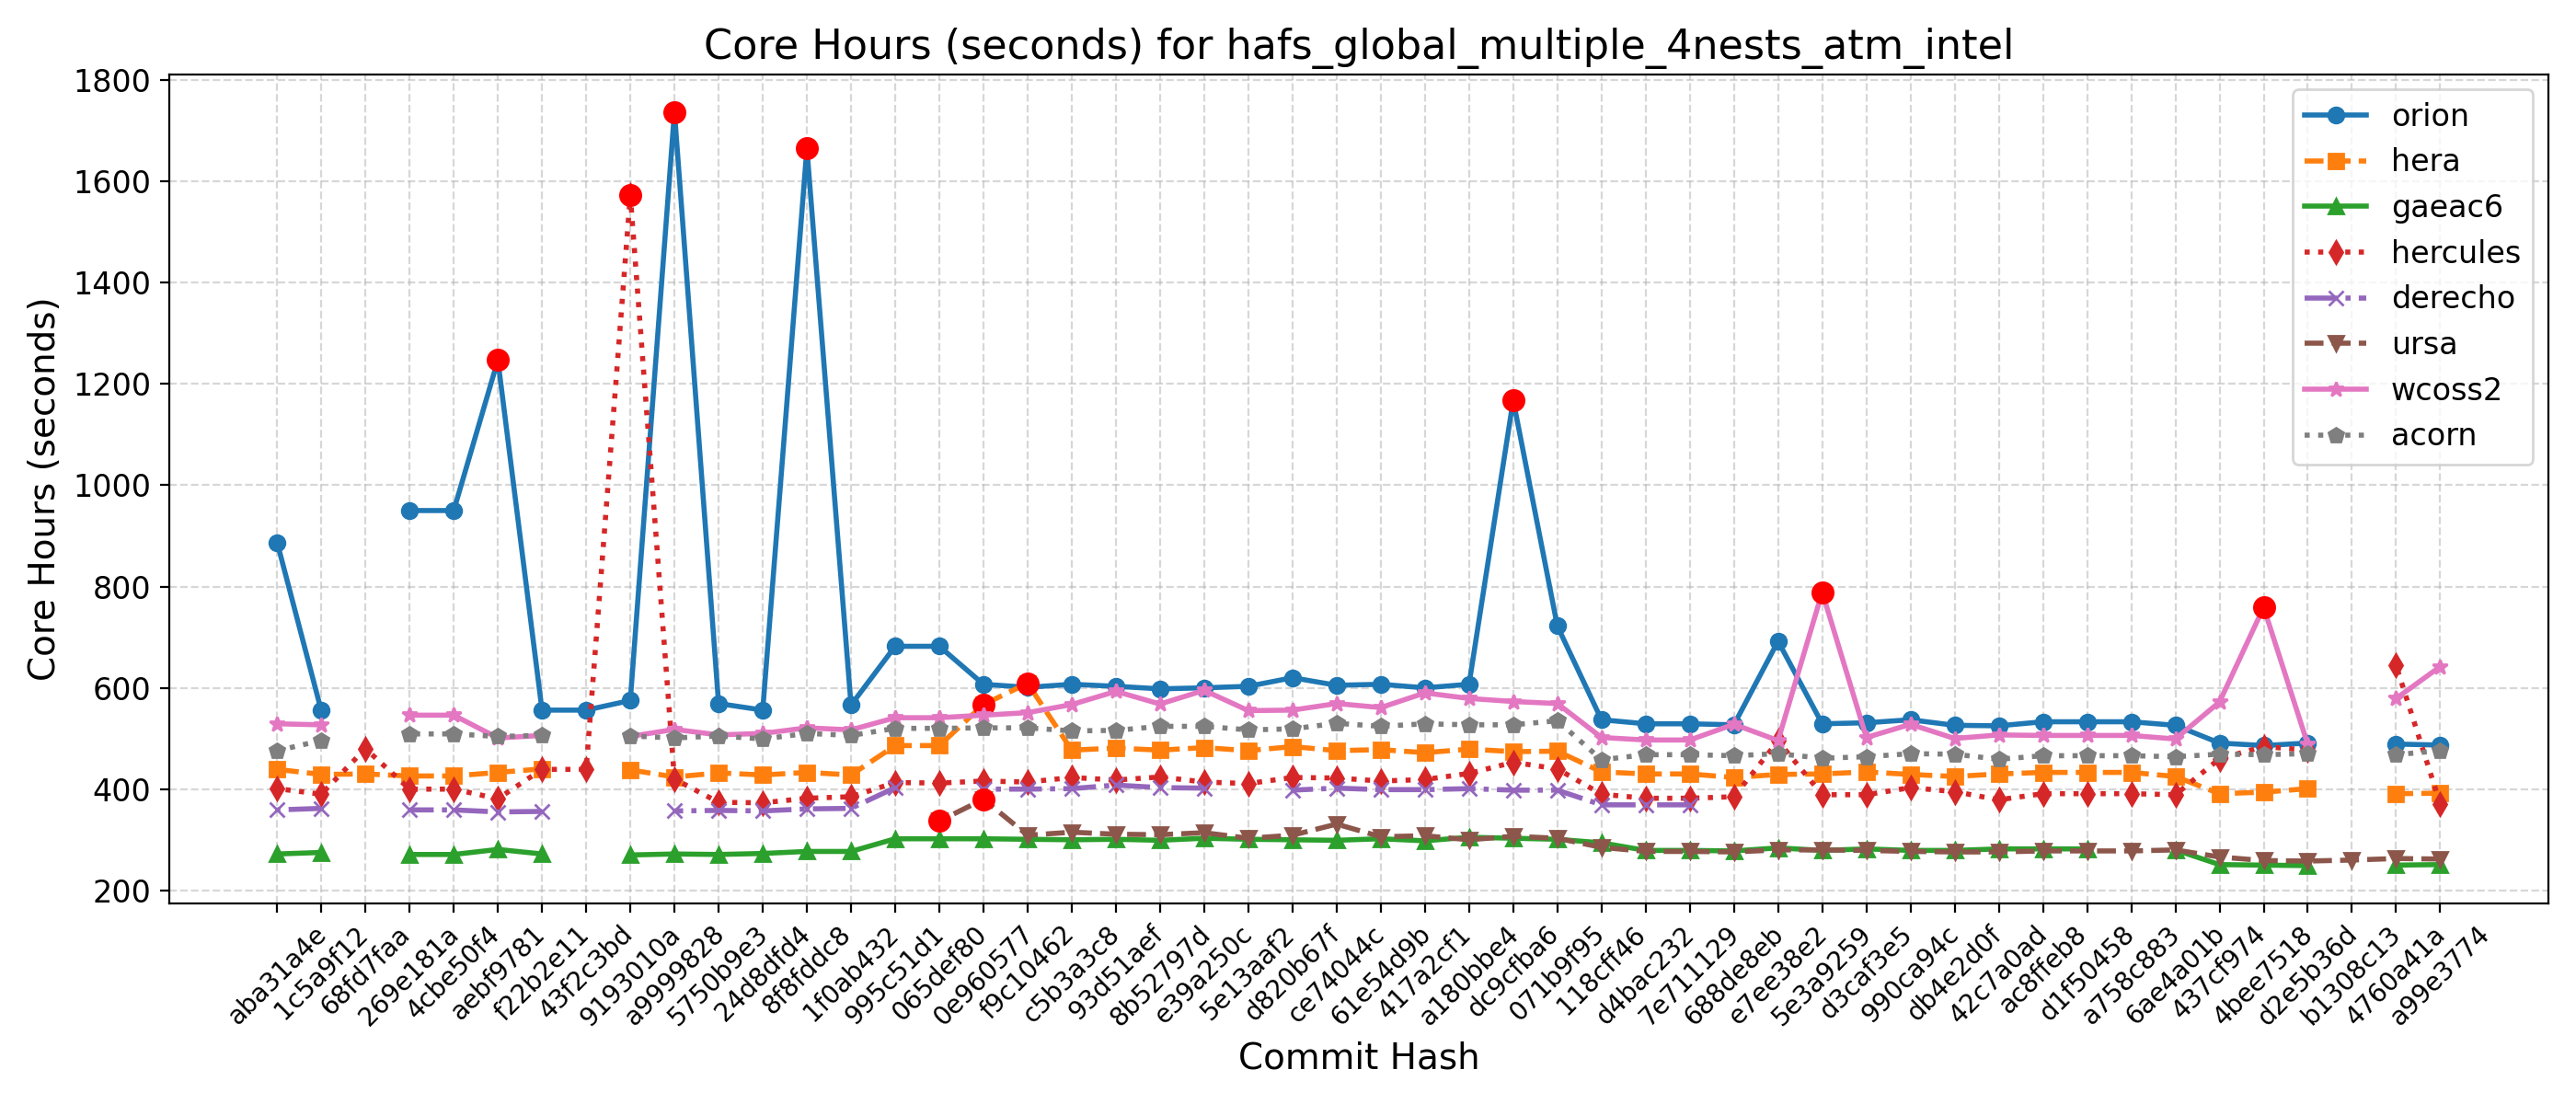 Core Hours (seconds) for hafs_global_multiple_4nests_atm_intel
Core Hours (seconds)
1800
1600
1400
1200
1000
800
600
400
200
orion
hera
gaeac6
hercules
derecho
ursa
wcoss2
acorn
aba31a4e
1c5a9f12
68fd7faa
269e181a
4cbe50f4
aebf9781
f22b2e11
43f2c3bd
9193010a
a9999828
5750b9e3
24d8dfd4
8f8fddc8
1f0ab432
995c51d1
065def80
0e960577
f9c10462
c5b3a3c8
93d51aef
8b52797d
e39a250c
5e13aaf2
d820b67f
ce74044c
61e54d9b
417a2cf1
a180bbe4
dc9cfba6
071b9f95
118cff46
d4bac232
7e711129
688de8eb
e7ee38e2
5e3a9259
d3caf3e5
990ca94c
db4e2d0f
42c7a0ad
ac8ffeb8
d1f50458
a758c883
6ae4a01b
437cf974
4bee7518
d2e5b36d
b1308c13
4760a41a
a99e3774
Commit Hash